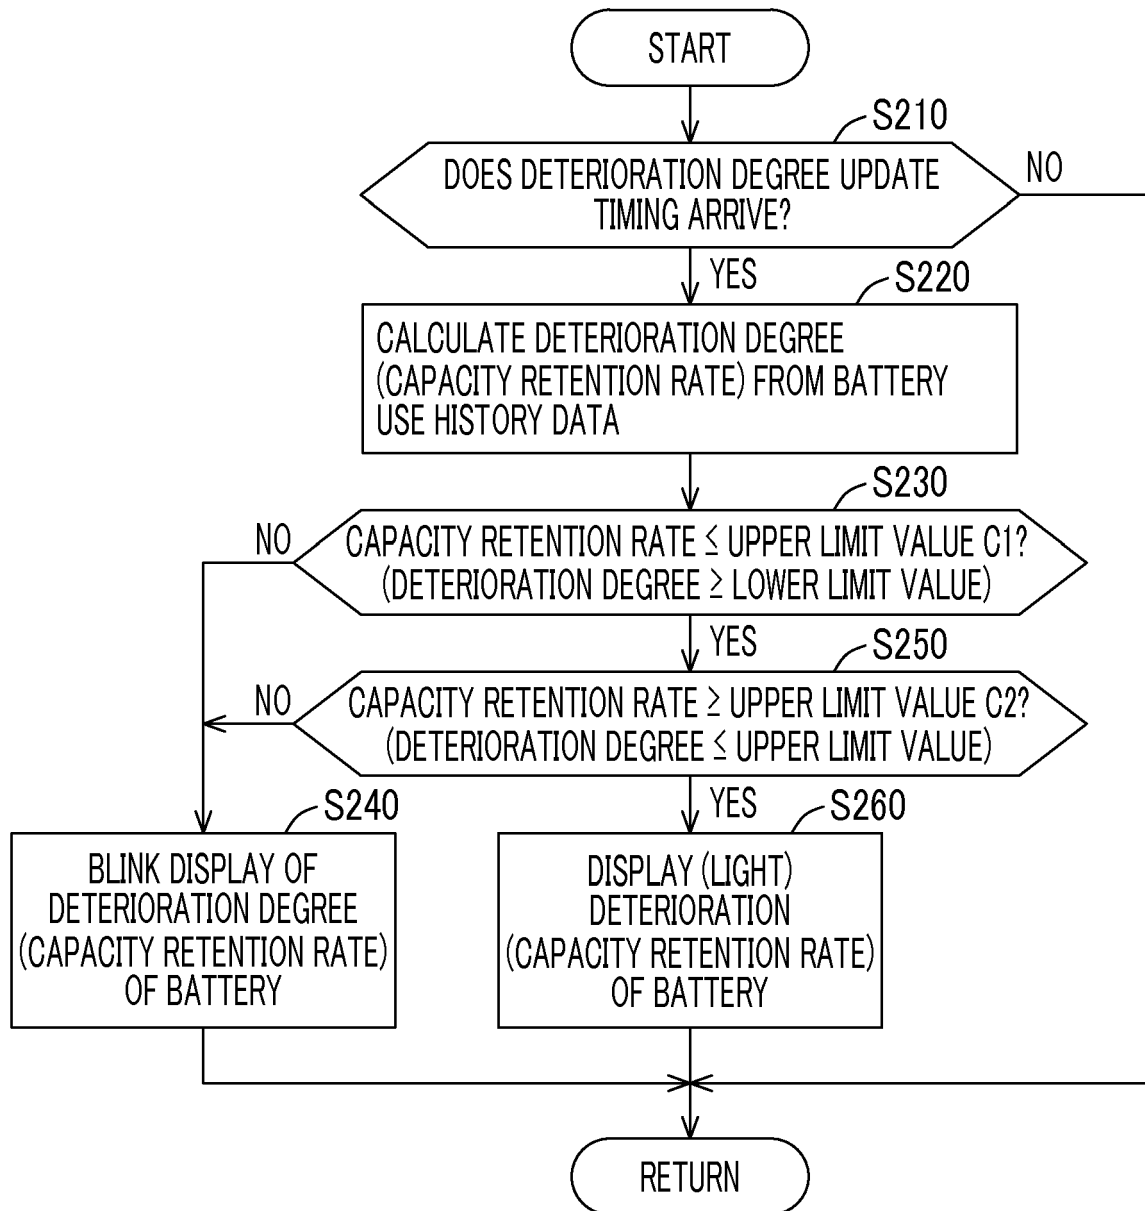 START
S210
DOES DETERIORATION DEGREE UPDATE
TIMING ARRIVE?
NO
YES
S220
CALCULATE DETERIORATION DEGREE
(CAPACITY RETENTION RATE) FROM BATTERY
USE HISTORY DATA
S230
NO
CAPACITY RETENTION RATE ≦ UPPER LIMIT VALUE C1?
(DETERIORATION DEGREE ≧ LOWER LIMIT VALUE)
YES
S250
NO
CAPACITY RETENTION RATE ≧ UPPER LIMIT VALUE C2?
(DETERIORATION DEGREE ≦ UPPER LIMIT VALUE)
YES
S240
BLINK DISPLAY OF
DETERIORATION DEGREE
(CAPACITY RETENTION RATE)
OF BATTERY
S260
DISPLAY (LIGHT)
DETERIORATION
(CAPACITY RETENTION RATE)
OF BATTERY
RETURN